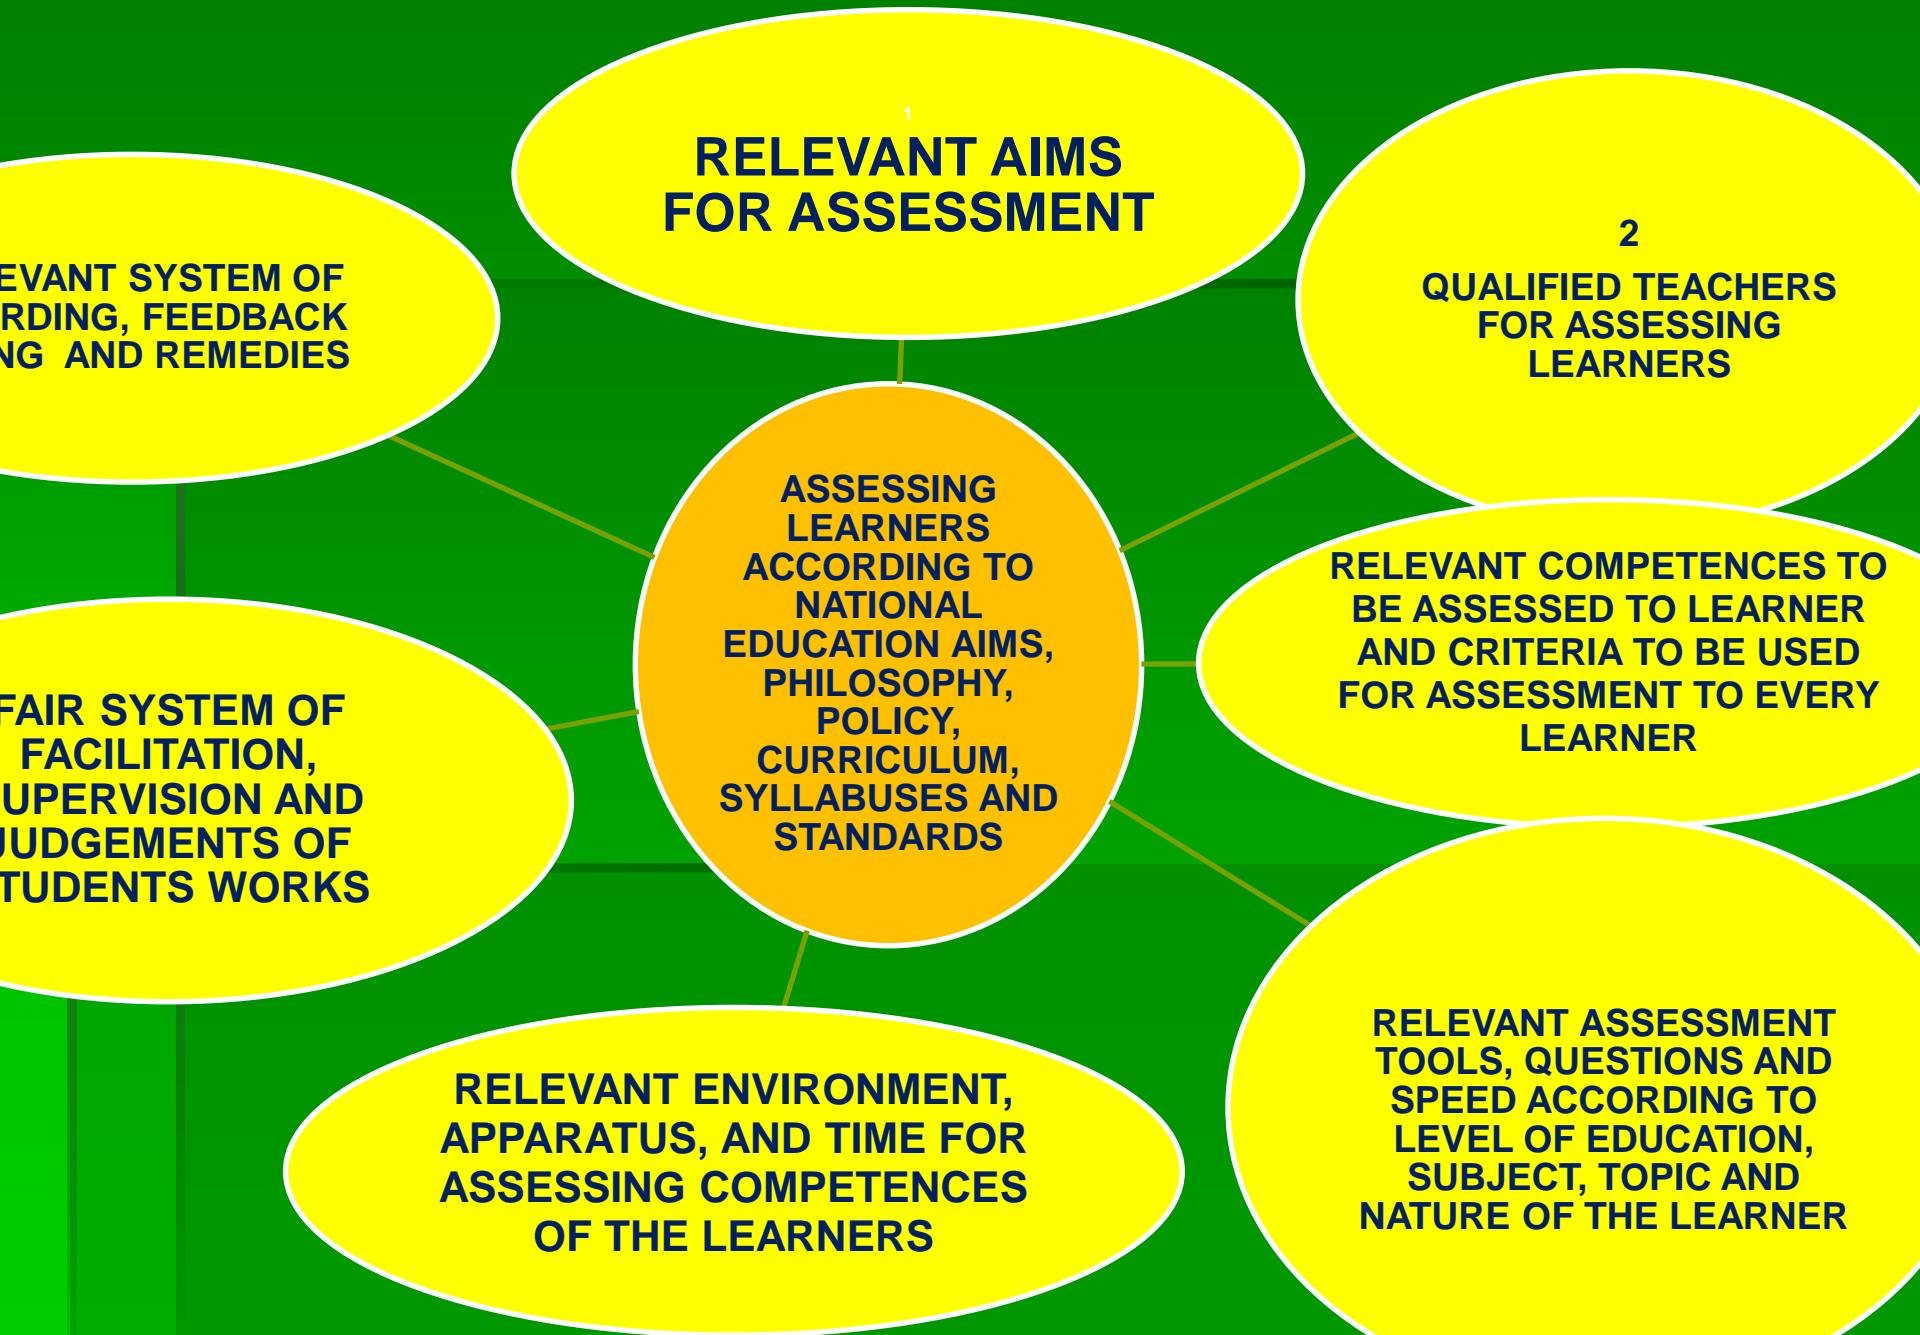 1
RELEVANT AIMS
FOR ASSESSMENT
2
QUALIFIED TEACHERS
FOR ASSESSING
LEARNERS
RELEVANT COMPETENCES TO
BE ASSESSED TO LEARNER
AND CRITERIA TO BE USED
FOR ASSESSMENT TO EVERY
LEARNER
RELEVANT ASSESSMENT
TOOLS, QUESTIONS AND
SPEED ACCORDING TO
LEVEL OF EDUCATION,
SUBJECT, TOPIC AND
NATURE OF THE LEARNER
RELEVANT ENVIRONMENT,
APPARATUS, AND TIME FOR
ASSESSING COMPETENCES
OF THE LEARNERS
FAIR SYSTEM OF
FACILITATION,
UPERVISION AND
JUDGEMENTS OF
TUDENTS WORKS
EVANT SYSTEM OF
RDING, FEEDBACK
NG AND REMEDIES
ASSESSING
LEARNERS
ACCORDING TO
NATIONAL
EDUCATION AIMS,
PHILOSOPHY,
POLICY,
CURRICULUM,
SYLLABUSES AND
STANDARDS